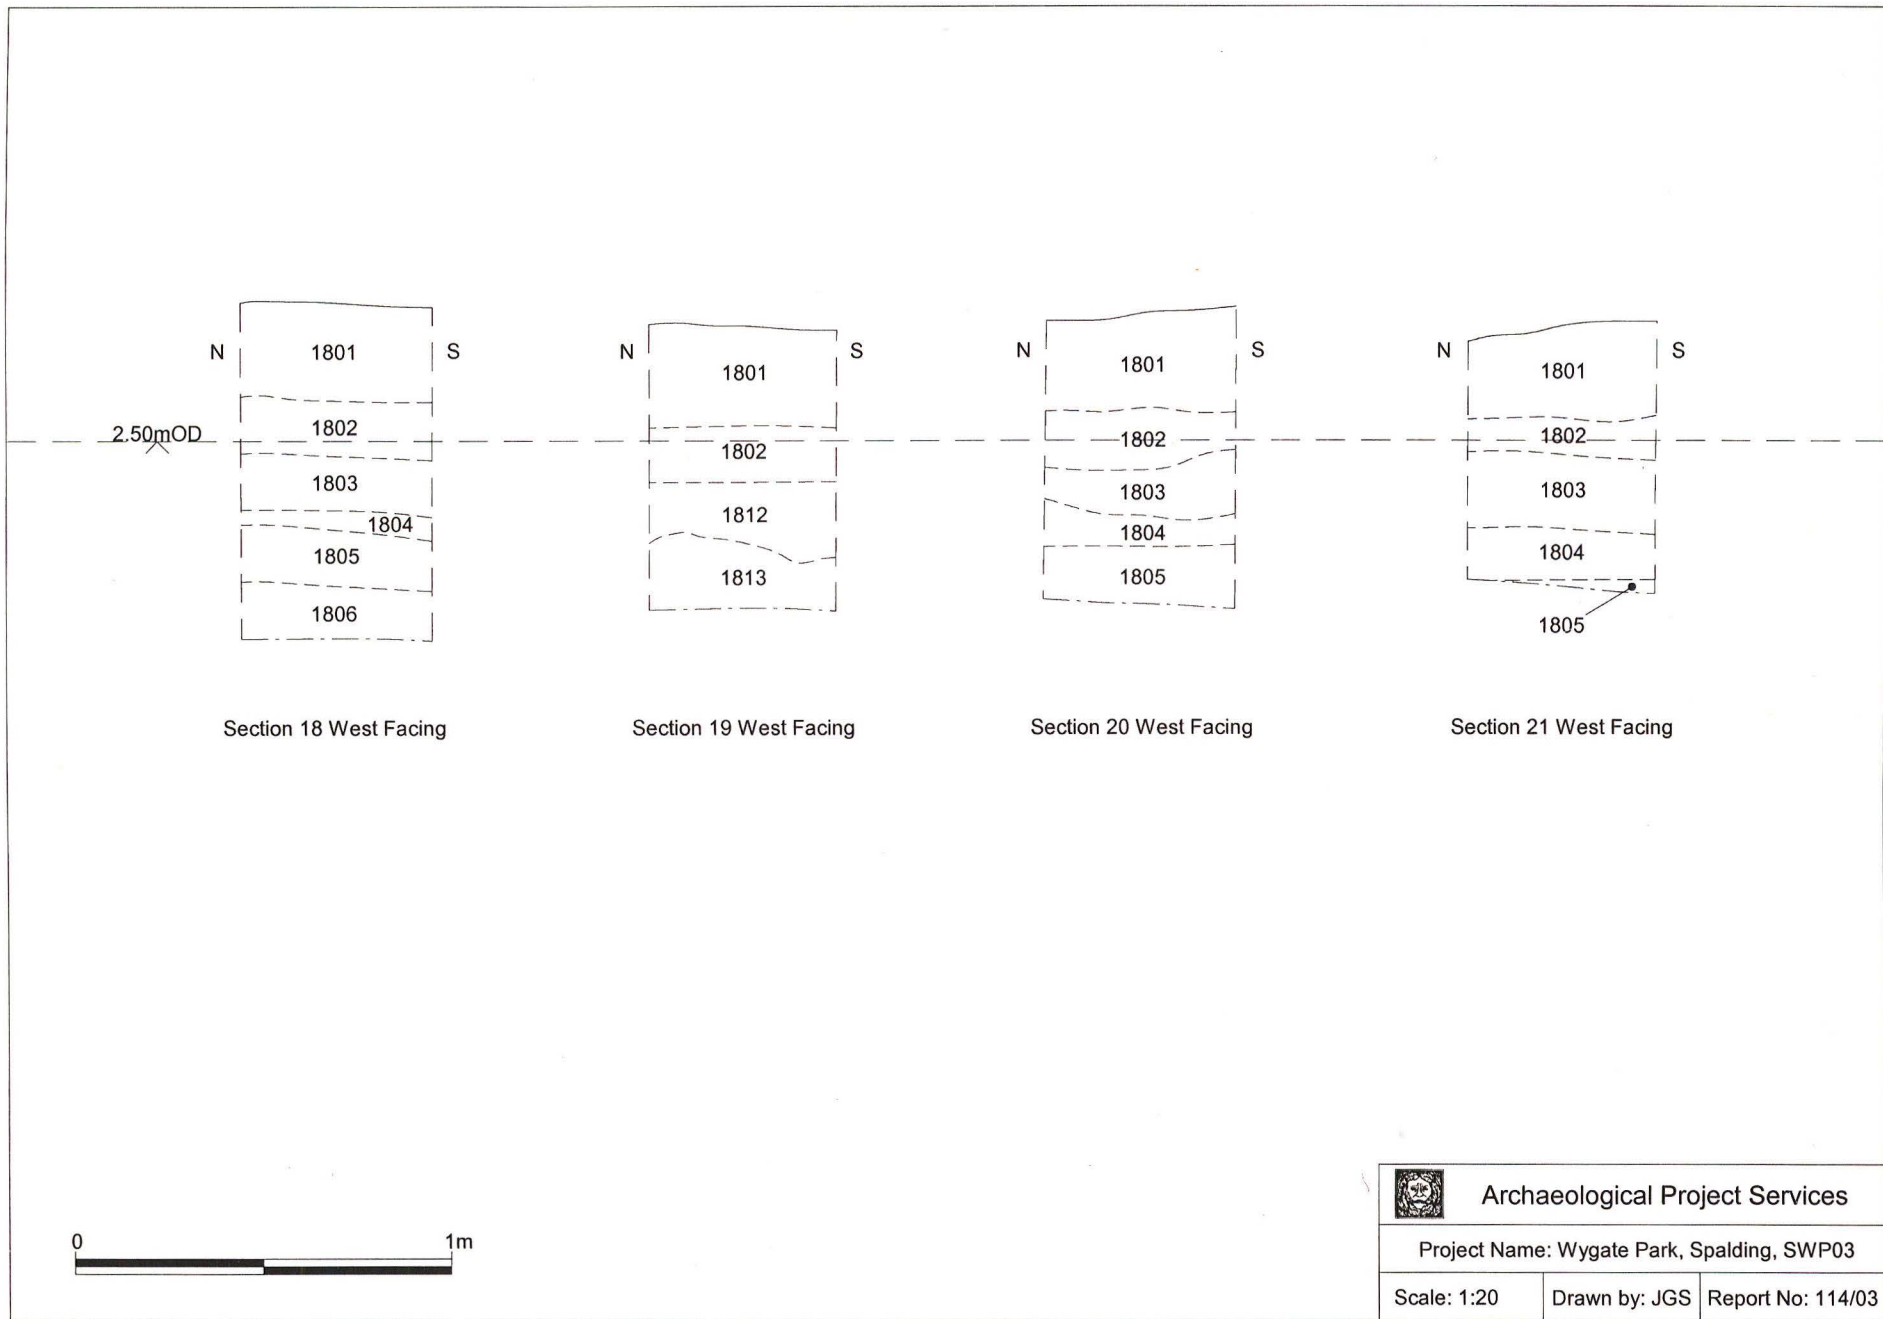 2.50mOD
N
S
1801
1802
1803
1804
1805
1806
Section 18 West Facing
N
S
1801
1802
1812
1813
Section 19 West Facing
N
S
1801
1802
1803
1804
1805
Section 20 West Facing
N
S
1801
1802
1803
1804
1805
Section 21 West Facing
0 1m
Archaeological Project Services
Project Name: Wygate Park, Spalding, SWP03
Scale: 1:20 Drawn by: JGS Report No: 114/03